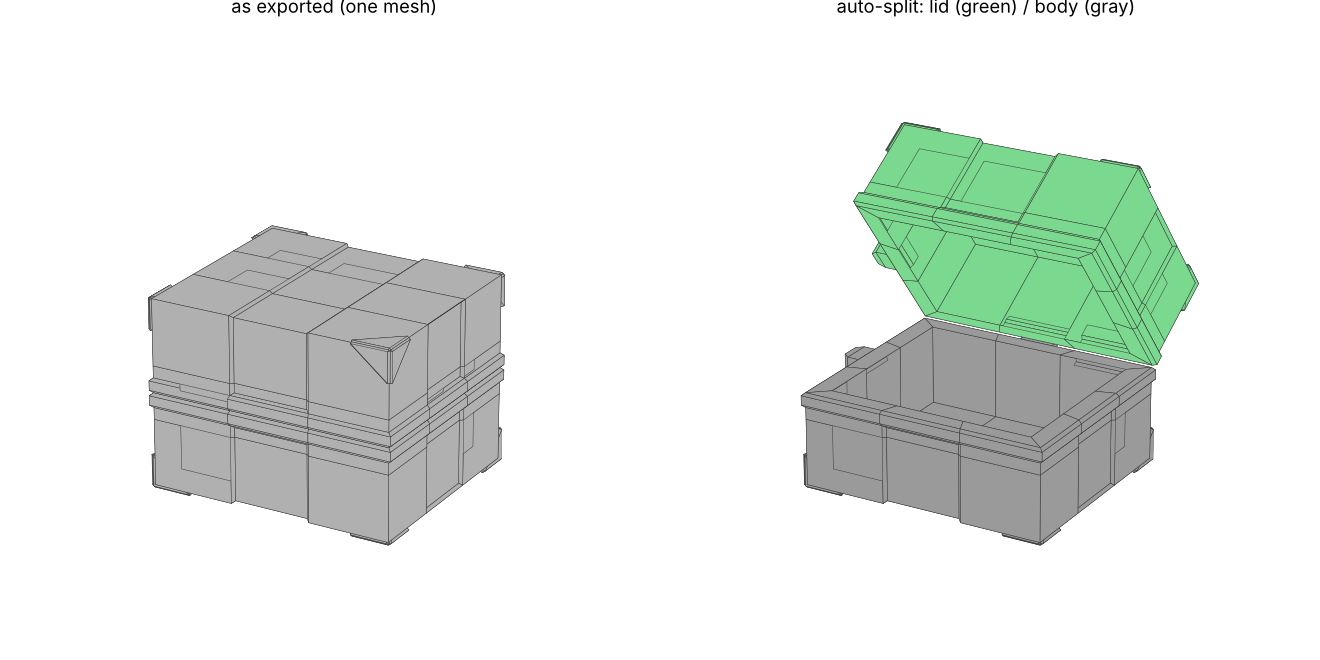 as exported (one mesh)
auto-split: lid (green) / body (gray)